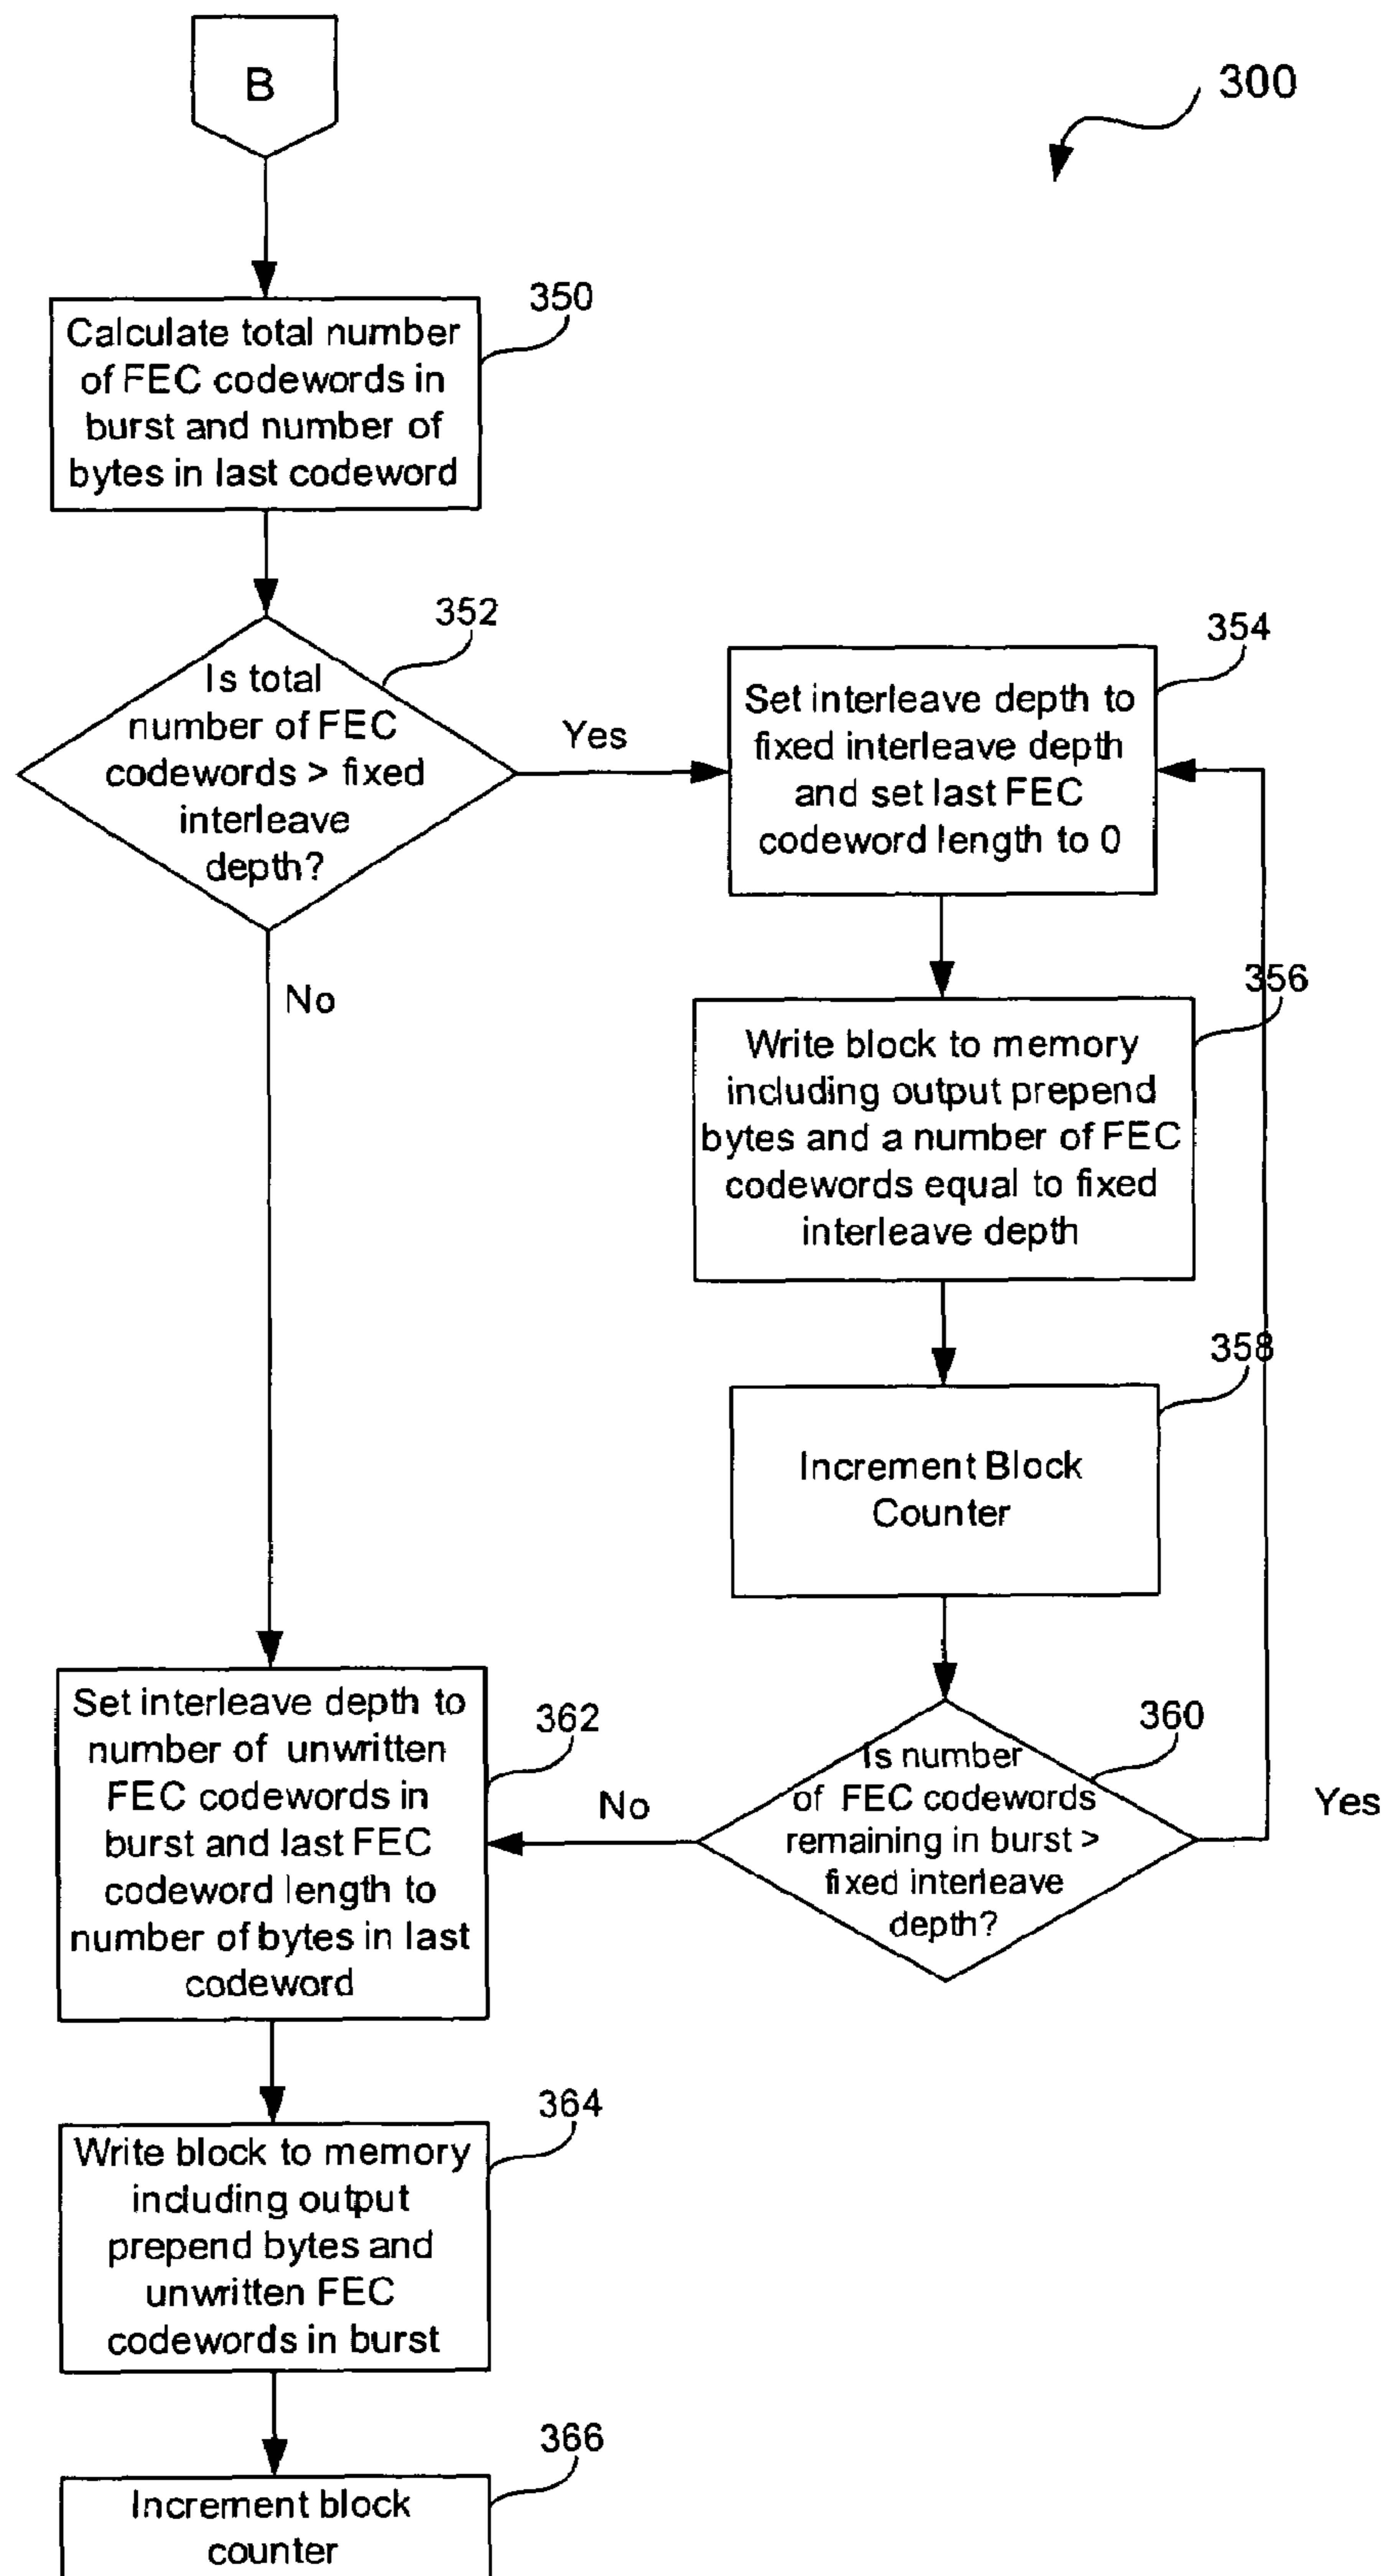 B
300
350
Calculate total number
of FEC codewords in
burst and number of
bytes in last codeword
352
Is total
number of FEC
codewords > fixed
interleave
depth?
Yes
No
354
Set interleave depth to
fixed interleave depth
and set last FEC
codeword length to 0
356
Write block to memory
including output prepend
bytes and a number of FEC
codewords equal to fixed
interleave depth
358
Increment Block
Counter
360
Is number
of FEC codewords
remaining in burst >
fixed interleave
depth?
Yes
No
362
Set interleave depth to
number of unwritten
FEC codewords in
burst and last FEC
codeword length to
number of bytes in last
codeword
364
Write block to memory
including output
prepend bytes and
unwritten FEC
codewords in burst
366
Increment block
counter